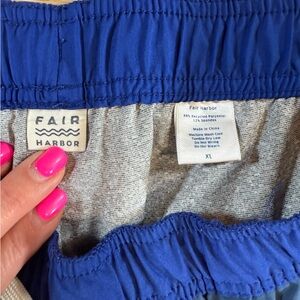 FAIR
HARBOR
Fair Harbor
88% Recycled Polyester
12% Spandex
Made in China
Machine Wash Cold
Tumble Dry Low
Do Not Wring
Do Not Bleach
XL